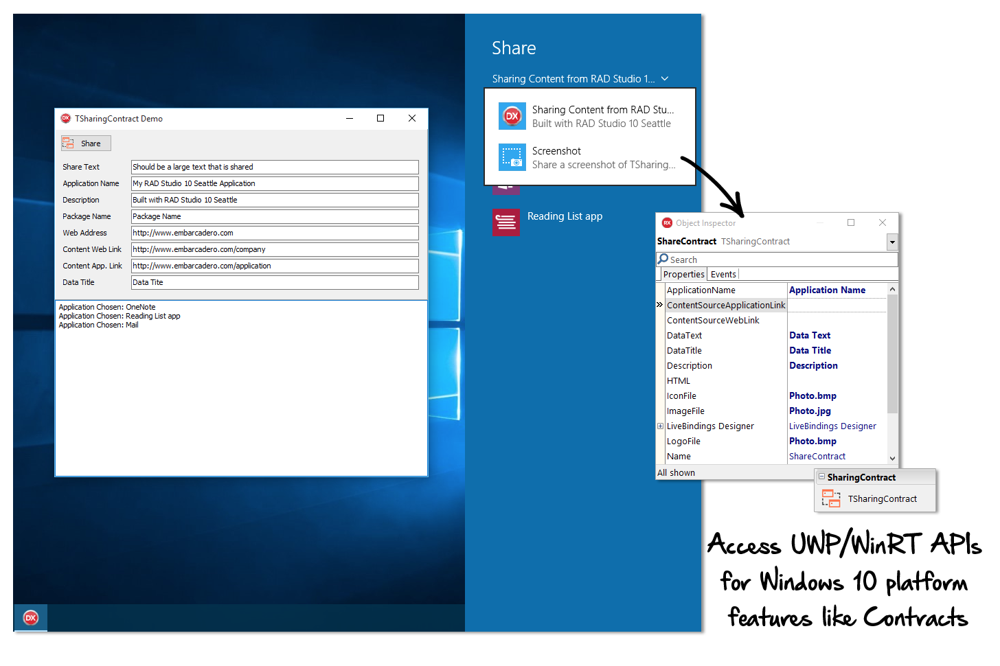 DX TSharingContract Demo
Share
Share Text Should be a large text that is shared
Application Name My RAD Studio 10 Seattle Application
Description Built with RAD Studio 10 Seattle
Package Name Package Name
Web Address http://www.embarcadero.com
Content Web Link http://www.embarcadero.com/company
Content App. Link http://www.embarcadero.com/application
Data Title Data Tite
Application Chosen: OneNote
Application Chosen: Reading List app
Application Chosen: Mail
DX
Share
Sharing Content from RAD Studio 1...
DX
Sharing Content from RAD Stu...
Built with RAD Studio 10 Seattle
Screenshot
Share a screenshot of TSharing...
Reading List app
RX Object Inspector
ShareContract TSharingContract
Search
Properties Events
ApplicationName Application Name
ContentSourceApplicationLink
ContentSourceWebLink
DataText Data Text
DataTitle Data Title
Description Description
HTML
IconFile Photo.bmp
ImageFile Photo.jpg
LiveBindings Designer LiveBindings Designer
LogoFile Photo.bmp
Name ShareContract
All shown
SharingContract
TSharingContract
Access UWP/WinRT APIs
for Windows 10 platform
features like Contracts